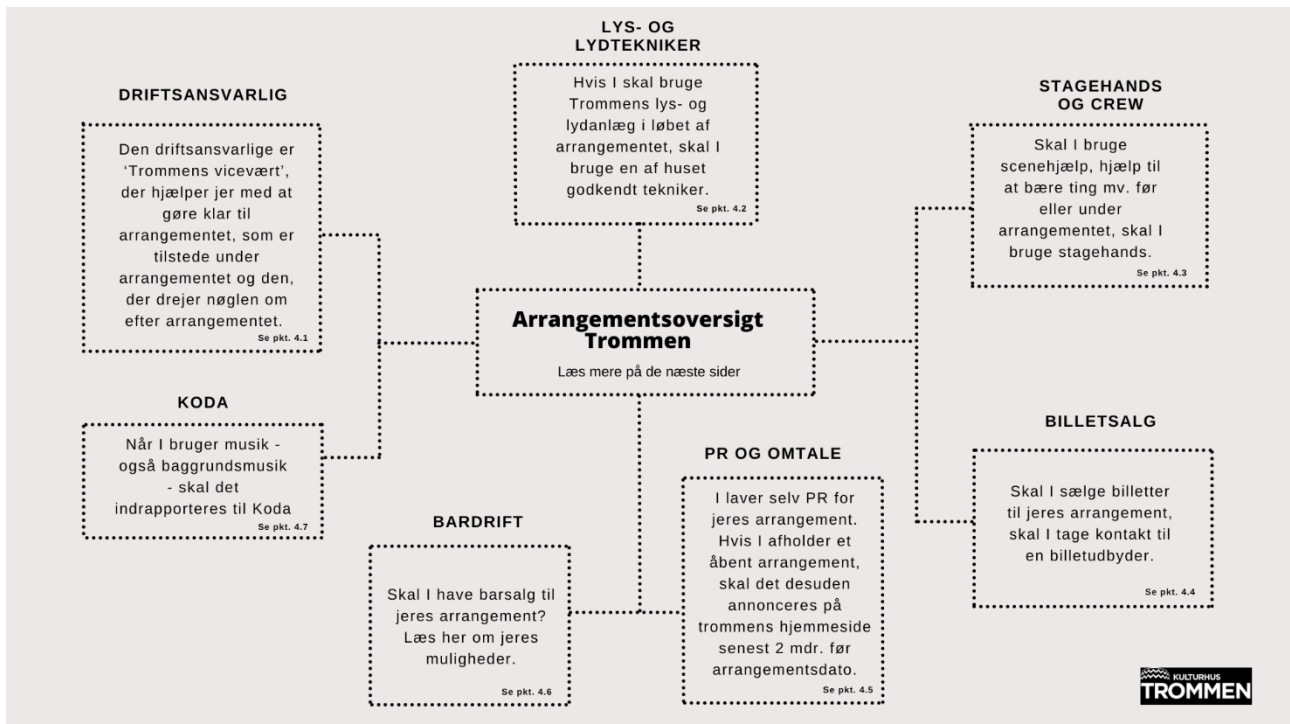 LYS- OG
LYDTEKNIKER
Hvis I skal bruge
Trommens lys- og
lydanlæg i løbet af
arrangementet, skal I
bruge en af huset
godkendt tekniker.
Se pkt. 4.2
DRIFTSANSVARLIG
Den driftsansvarlige er
‘Trommens vicevært’,
der hjælper jer med at
gøre klar til
arrangementet, som er
tilstede under
arrangementet og den,
der drejer nøglen om
efter arrangementet.
Se pkt. 4.1
STAGEHANDS
OG CREW
Skal I bruge
scenehjælp, hjælp til
at bære ting mv. før
eller under
arrangementet, skal I
bruge stagehands.
Se pkt. 4.3
Arrangementsoversigt
Trommen
Læs mere på de næste sider
KODA
Når I bruger musik -
også baggrundsmusik
- skal det
indrapporteres til Koda
Se pkt. 4.7
BILLETSALG
Skal I sælge billetter
til jeres arrangement,
skal I tage kontakt til
en billetudbyder.
Se pkt. 4.4
PR OG OMTALE
I laver selv PR for
jeres arrangement.
Hvis I afholder et
åbent arrangement,
skal det desuden
annonceres på
trommens hjemmeside
senest 2 mdr. før
arrangementsdato.
Se pkt. 4.5
BARDRIFT
Skal I have barsalg til
jeres arrangement?
Læs her om jeres
muligheder.
Se pkt. 4.6
KULTURHUS
TROMMEN